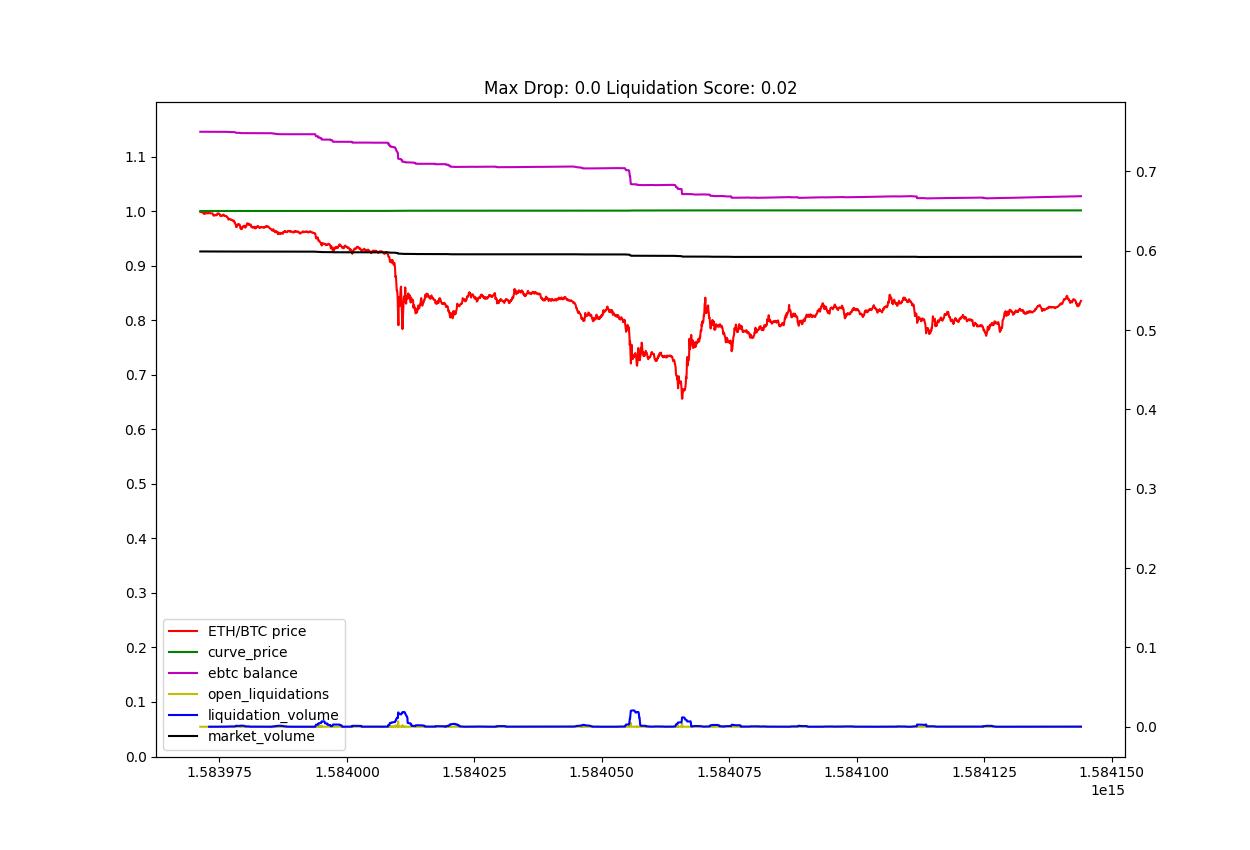 Max Drop: 0.0 Liquidation Score: 0.02
1.1
1.0
0.9
0.8
0.7
0.6
0.5
0.4
0.3
0.2
0.1
0.0
0.7
0.6
0.5
0.4
0.3
0.2
0.1
0.0
ETH/BTC price
curve_price
ebtc balance
open_liquidations
liquidation_volume
market_volume
1.583975 1.584000 1.584025 1.584050 1.584075 1.584100 1.584125 1.584150
1e15